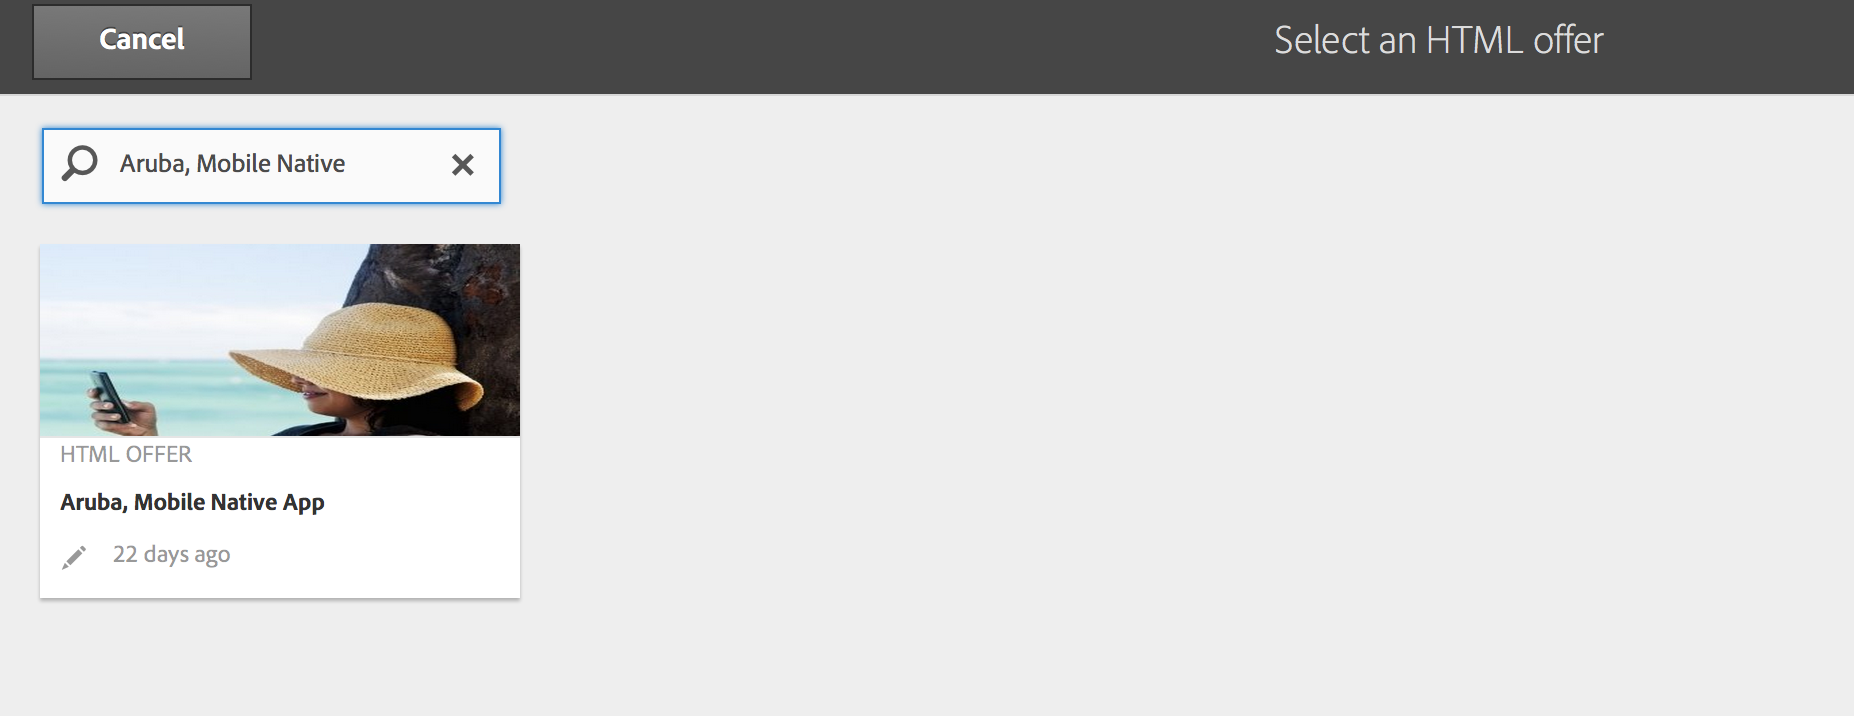 Cancel
Select an HTML offer
Aruba, Mobile Native
HTML OFFER
Aruba, Mobile Native App
22 days ago